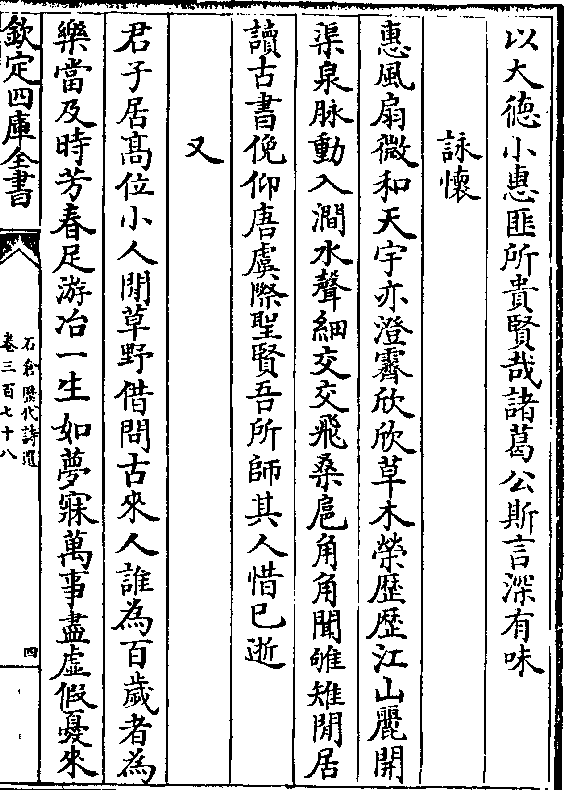 以大德小惠匪所貴賢哉諸葛公斯言深有味
詠懷
惠風扇微和天宇亦澄霽欣欣草木榮歴歴江山麗開
渠泉脉動入澗水聲細交交飛桑扈角角聞雊雉閒居
讀古書俛仰唐虞際聖賢吾所師其人惜已逝
又
君子居髙位小人閒草野借問古來人誰為百歲者為
樂當及時芳春足游冶一生如夢寐萬事盡虛假憂來
欽定四庫全書
石倉歷代詩選
卷三百七十八
四